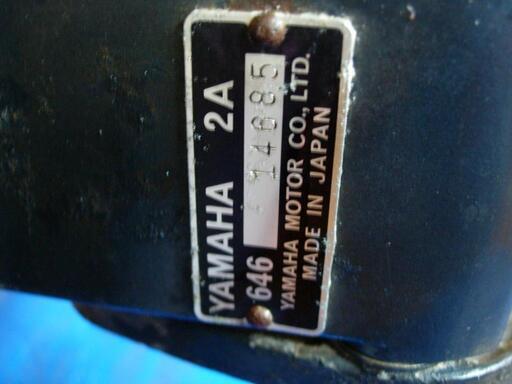 YAMAHA 2A
646 14685
YAMAHA MOTOR CO., LTD.
MADE IN JAPAN